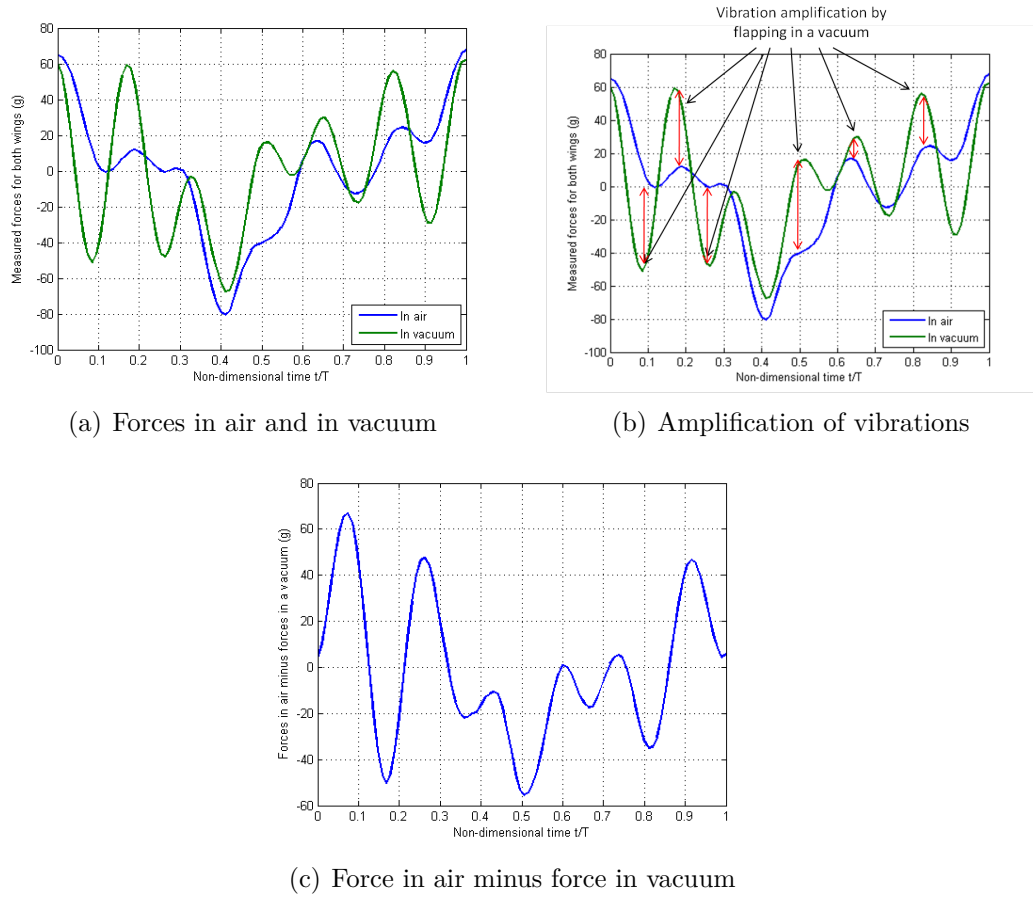 80
60
40
20
0
-20
-40
-60
-80
-100
Measured forces for both wings (g)
0 0.1 0.2 0.3 0.4 0.5 0.6 0.7 0.8 0.9 1
Non-dimensional time t/T
In air
In vacuum
(a) Forces in air and in vacuum
Vibration amplification by
flapping in a vacuum
80
60
40
20
0
-20
-40
-60
-80
-100
Measured forces for both wings (g)
0 0.1 0.2 0.3 0.4 0.5 0.6 0.7 0.8 0.9 1
Non-dimensional time t/T
In air
In vacuum
(b) Amplification of vibrations
80
60
40
20
0
-20
-40
-60
Forces in air minus forces in a vacuum (g)
0 0.1 0.2 0.3 0.4 0.5 0.6 0.7 0.8 0.9 1
Non-dimensional time t/T
(c) Force in air minus force in vacuum